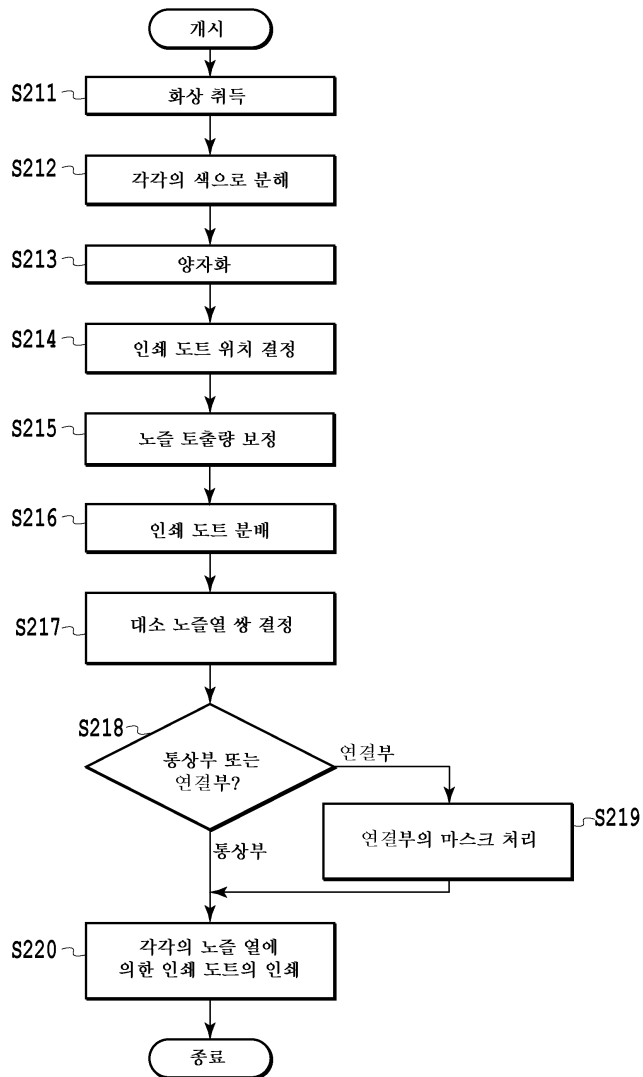 개시
S211
화상 취득
S212
각각의 색으로 분해
S213
양자화
S214
인쇄 도트 위치 결정
S215
노즐 토출량 보정
S216
인쇄 도트 분배
S217
대소 노즐열 쌍 결정
S218
통상부 또는
연결부?
연결부
S219
연결부의 마스크 처리
통상부
S220
각각의 노즐 열에
의한 인쇄 도트의 인쇄
종료